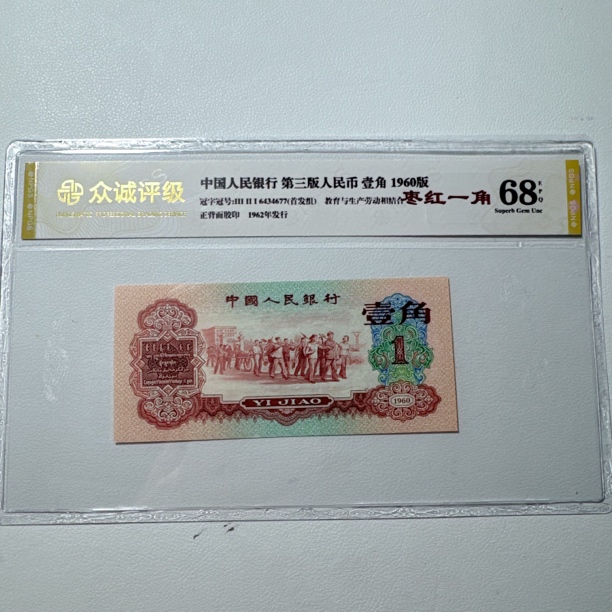 众诚评级
中国人民银行 第三版人民币 壹角 1960版
冠字冠号:III II I 6434677(首发组) 教育与生产劳动相结合 枣红一角
正背面胶印 1962年发行
68
EPQ
Superb Gem Unc
中國人民銀行
壹角
1
YI JIAO
1960